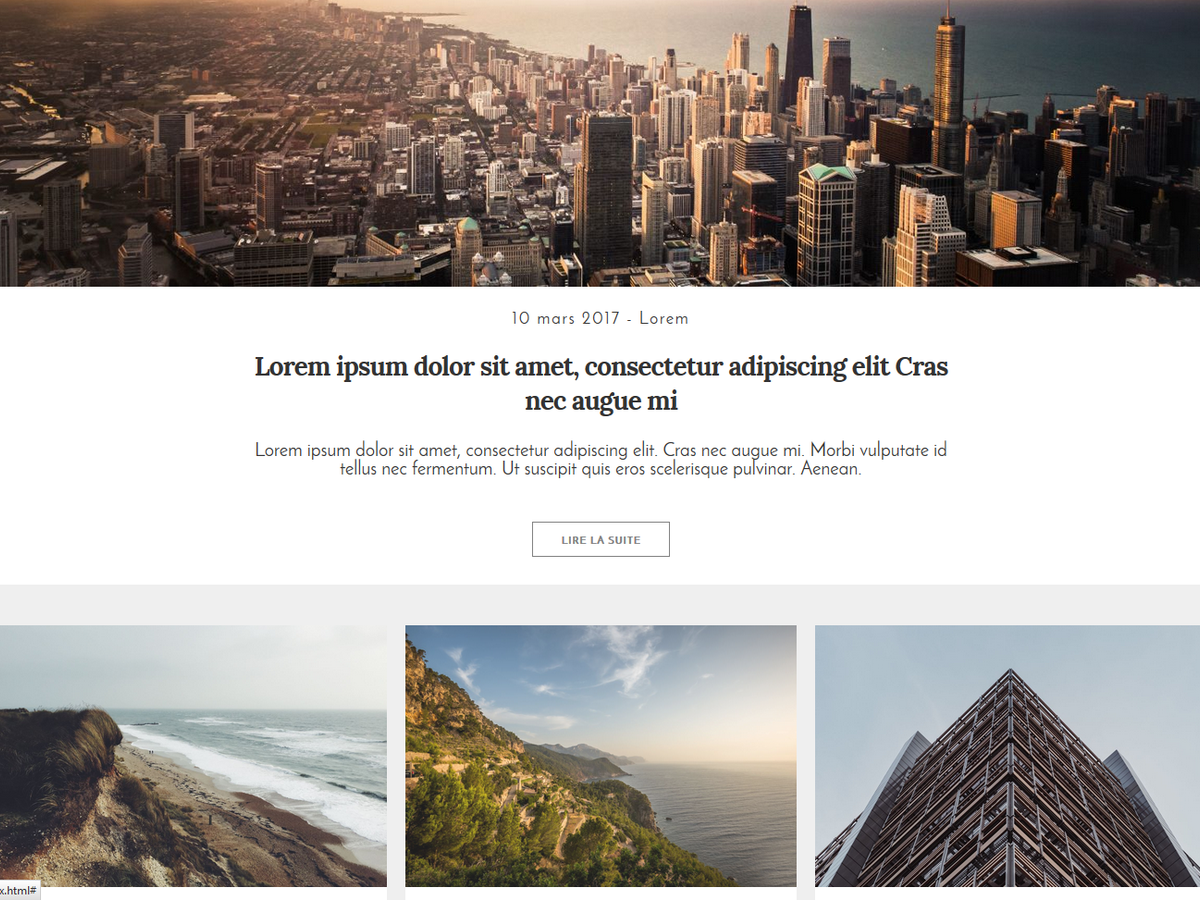 10 mars 2017 - Lorem
Lorem ipsum dolor sit amet, consectetur adipiscing elit Cras
nec augue mi
Lorem ipsum dolor sit amet, consectetur adipiscing elit. Cras nec augue mi. Morbi vulputate id
tellus nec fermentum. Ut suscipit quis eros scelerisque pulvinar. Aenean.
LIRE LA SUITE
x.html#